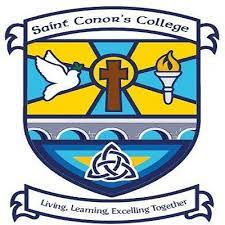 Saint Conor's College
Living, Learning, Excelling Together